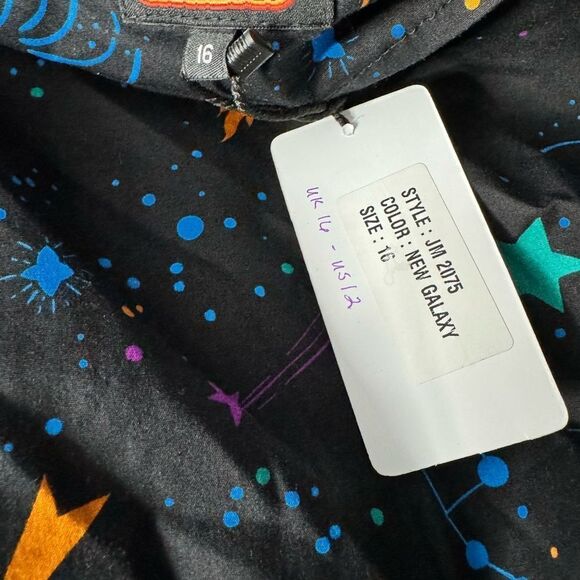 16
STYLE : JM 2075
COLOR : NEW GALAXY
SIZE : 16
UK 16 - US 12